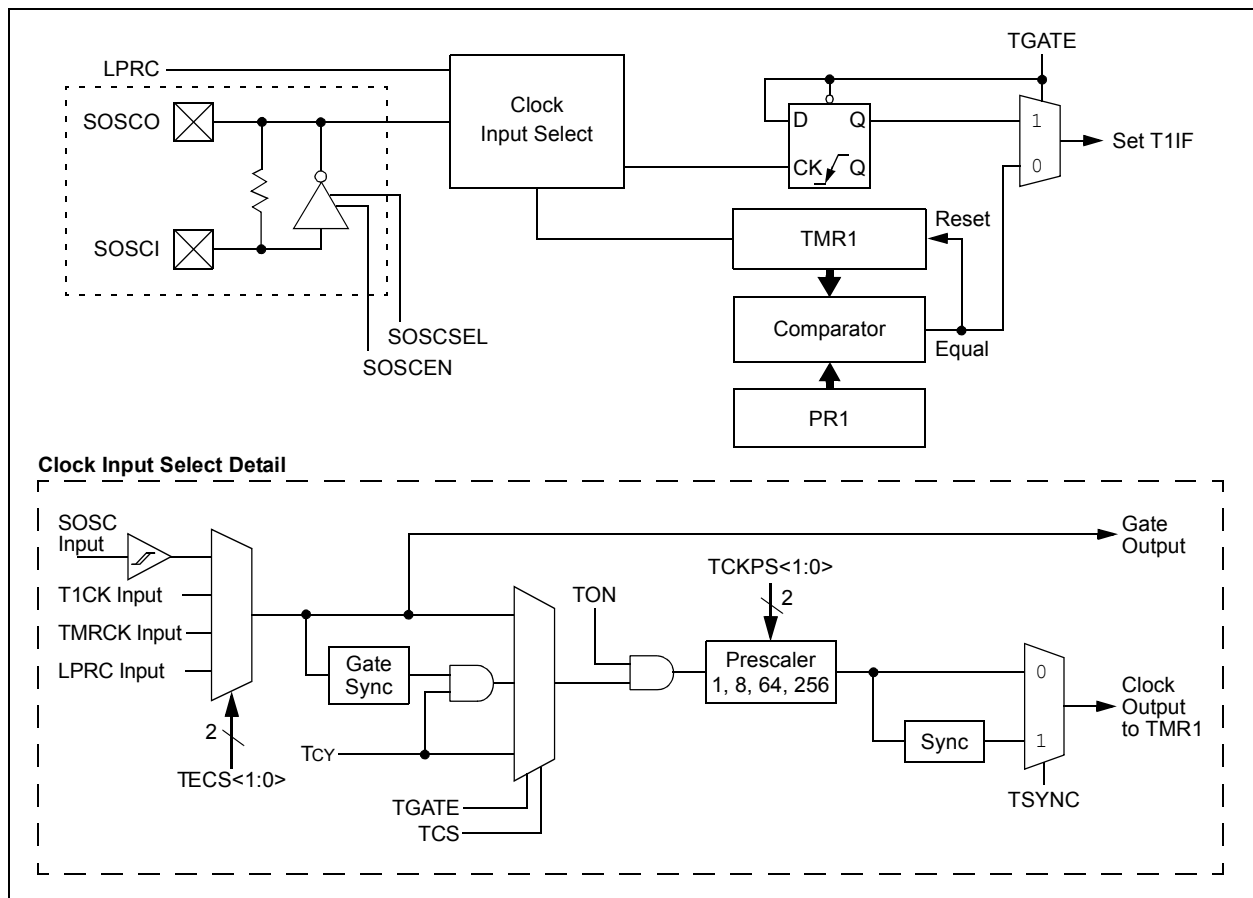 TGATE
LPRC
SOSCO
SOSCI
Clock
Input Select
D Q
CK Q
1
0
Set T1IF
TMR1
Reset
Comparator
Equal
PR1
SOSCSEL
SOSCEN
Clock Input Select Detail
SOSC
Input
T1CK Input
TMRCK Input
LPRC Input
2
TECS<1:0>
Gate
Sync
TCY
TGATE
TCS
TON
TCKPS<1:0>
2
Prescaler
1, 8, 64, 256
Sync
0
1
TSYNC
Gate
Output
Clock
Output
to TMR1